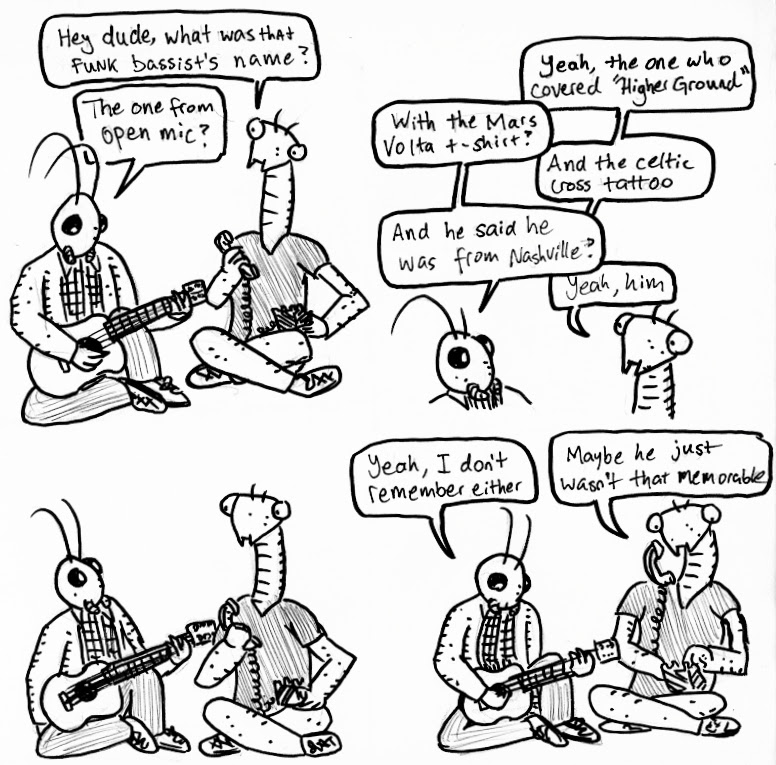 Hey dude, what was that
funk bassist's name?
The one from
open mic?
Yeah, the one who
covered "Higher Ground"
With the Mars
Volta t-shirt?
And the celtic
cross tattoo
And he said he
was from Nashville?
Yeah, him
Yeah, I don't
remember either
Maybe he just
wasn't that memorable